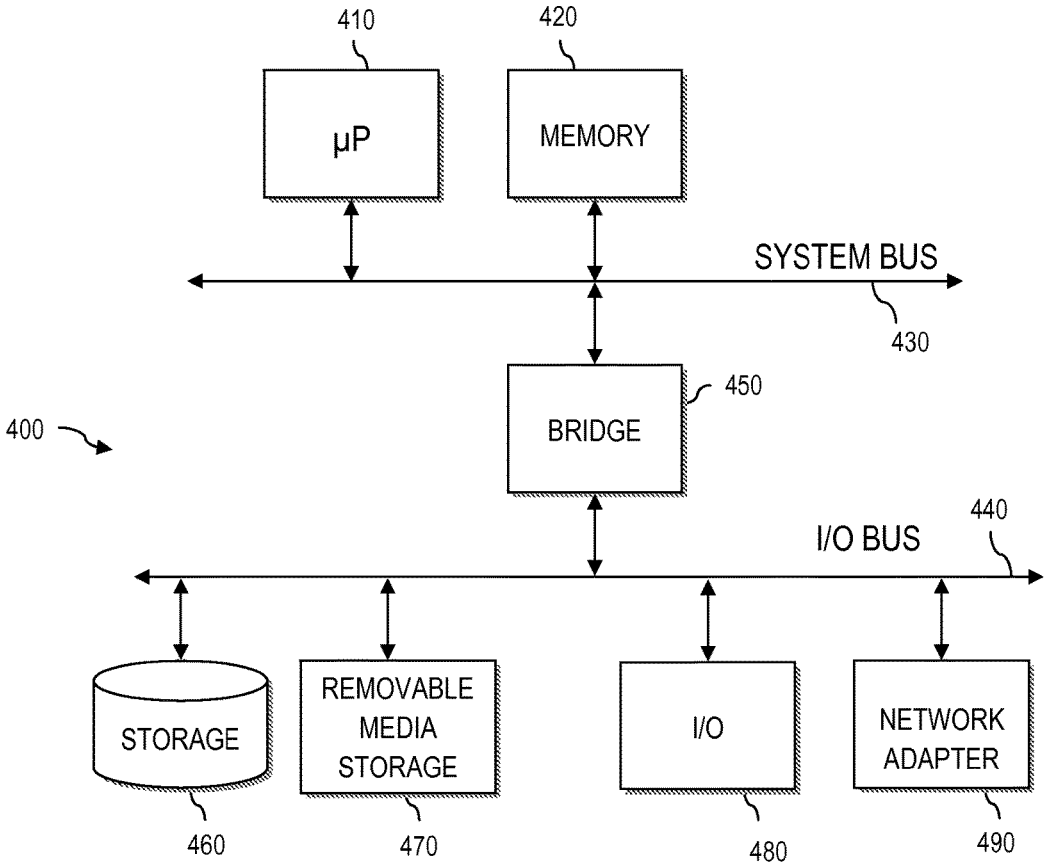 410
420
µP
MEMORY
SYSTEM BUS
430
450
BRIDGE
400
440
I/O BUS
STORAGE
REMOVABLE
MEDIA
STORAGE
I/O
NETWORK
ADAPTER
460
470
480
490